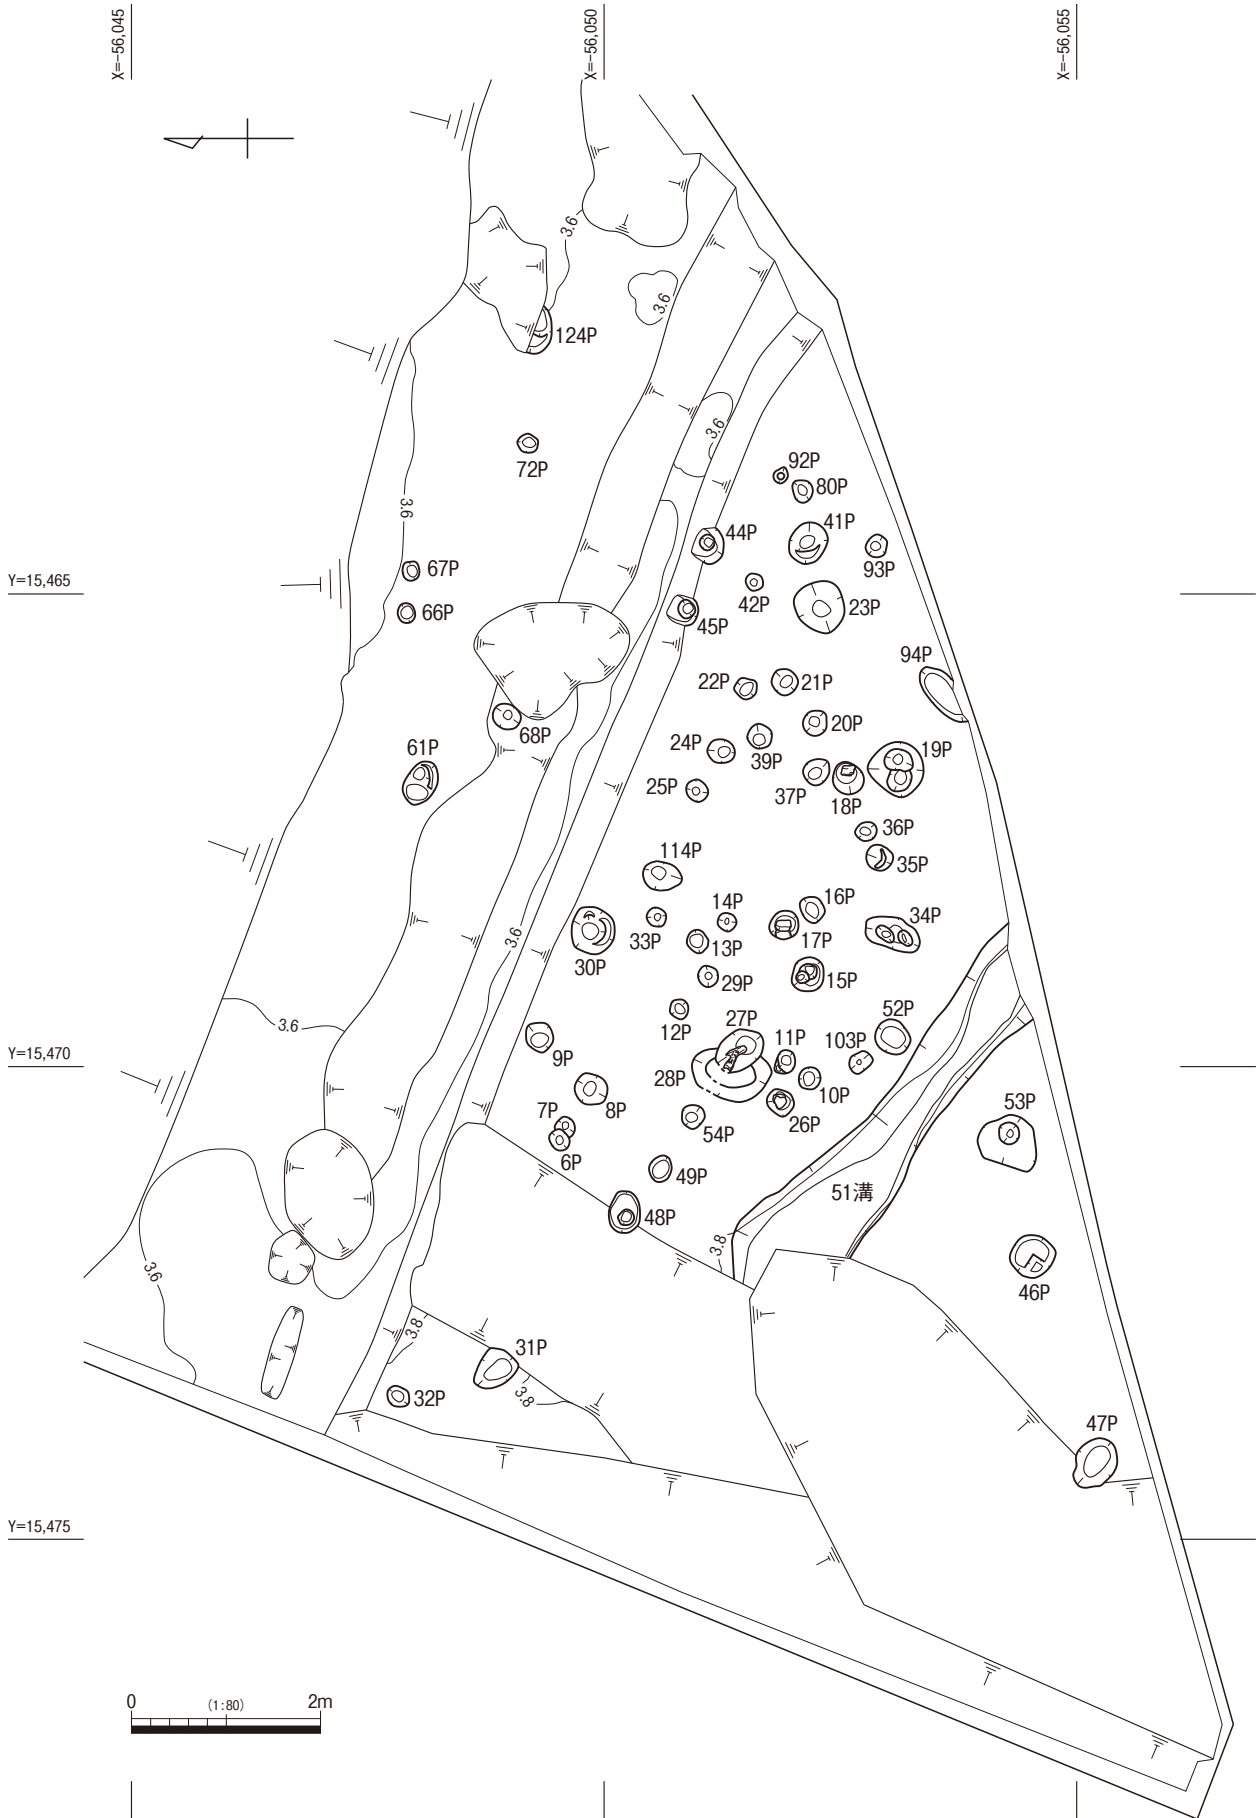 X=-56,045
X=-56,050
X=-56,055
3.6
3.6
124P
3.6
72P
92P
80P
3.6
41P
44P
93P
Y=15,465
67P
42P
23P
66P
45P
94P
22P
21P
20P
68P
24P
39P
19P
61P
25P
37P
18P
36P
35P
114P
14P
16P
34P
33P
13P
17P
3.6
30P
29P
15P
12P
27P
52P
3.6
11P
103P
Y=15,470
9P
28P
10P
7P
8P
26P
53P
54P
6P
49P
51溝
48P
3.8
3.6
46P
3.8
31P
3.8
32P
47P
Y=15,475
0
(1:80)
2m